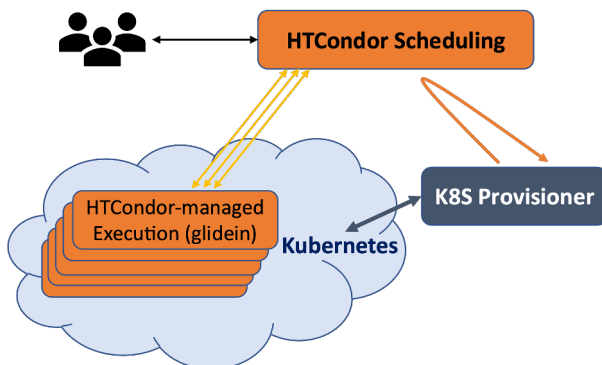 HTCondor Scheduling
K8S Provisioner
HTCondor-managed
Execution (glidein)
Kubernetes